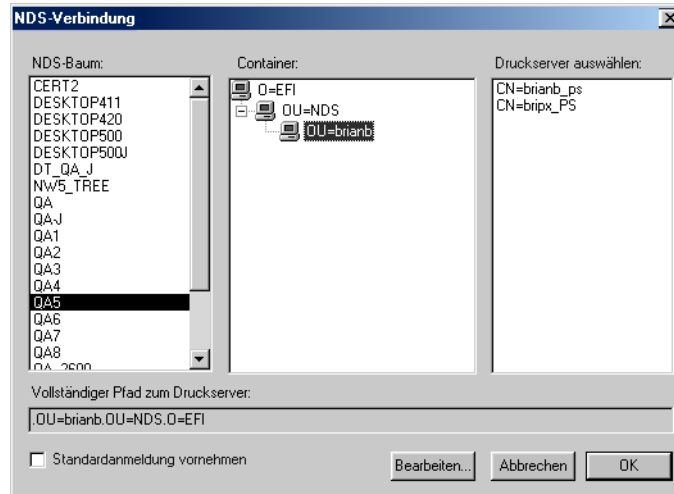 NDS-Verbindung
NDS-Baum:
CERT2
DESKTOP411
DESKTOP420
DESKTOP500
DESKTOP500J
DT_QA_J
NW5_TREE
QA
QA-J
QA1
QA2
QA3
QA4
QA5
QA6
QA7
QA8
QA_2600
Container:
O=EFI
OU=NDS
OU=brianb
Druckserver auswählen:
CN=brianb_ps
CN=bripx_PS
Vollständiger Pfad zum Druckserver:
.OU=brianb.OU=NDS.O=EFI
Standardanmeldung vornehmen
Bearbeiten...
Abbrechen
OK